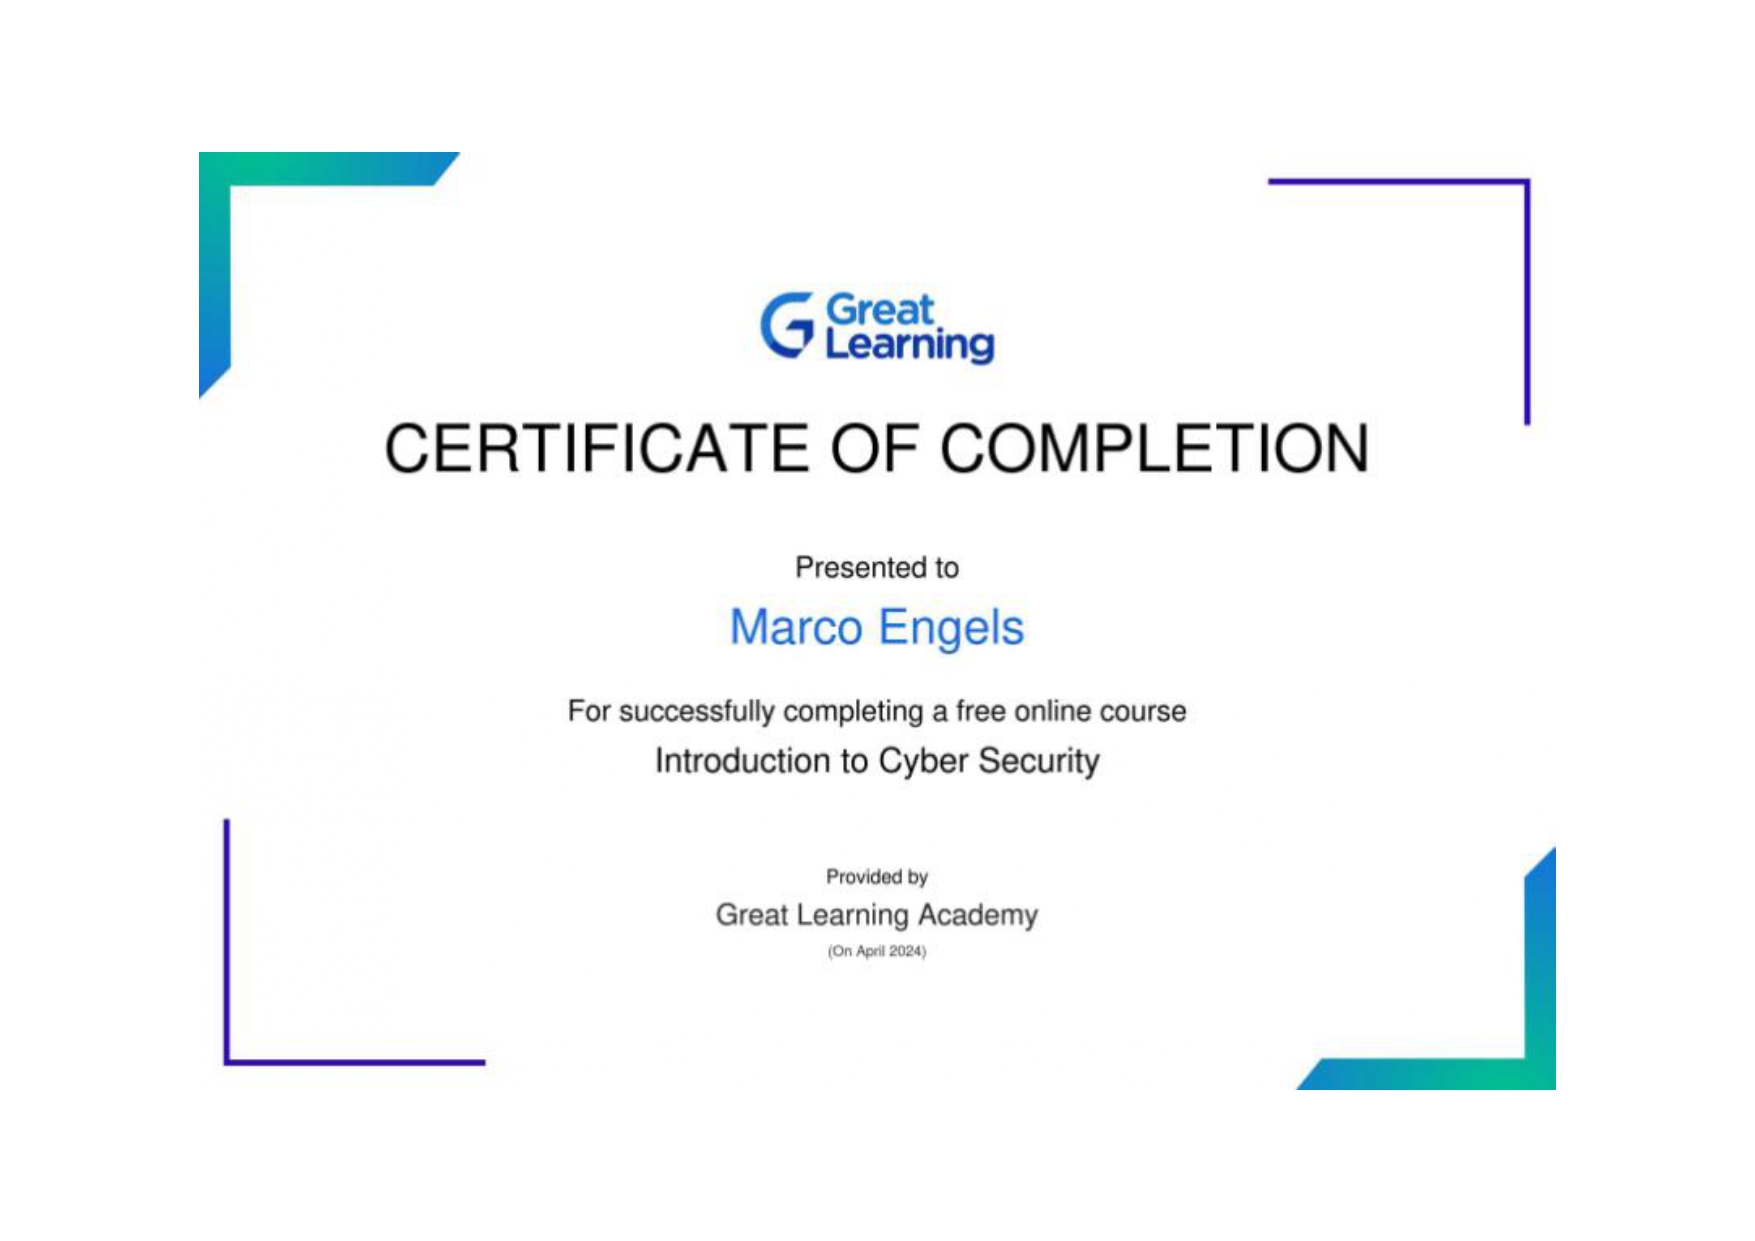 Great
Learning
CERTIFICATE OF COMPLETION
Presented to
Marco Engels
For successfully completing a free online course
Introduction to Cyber Security
Provided by
Great Learning Academy
(On April 2024)